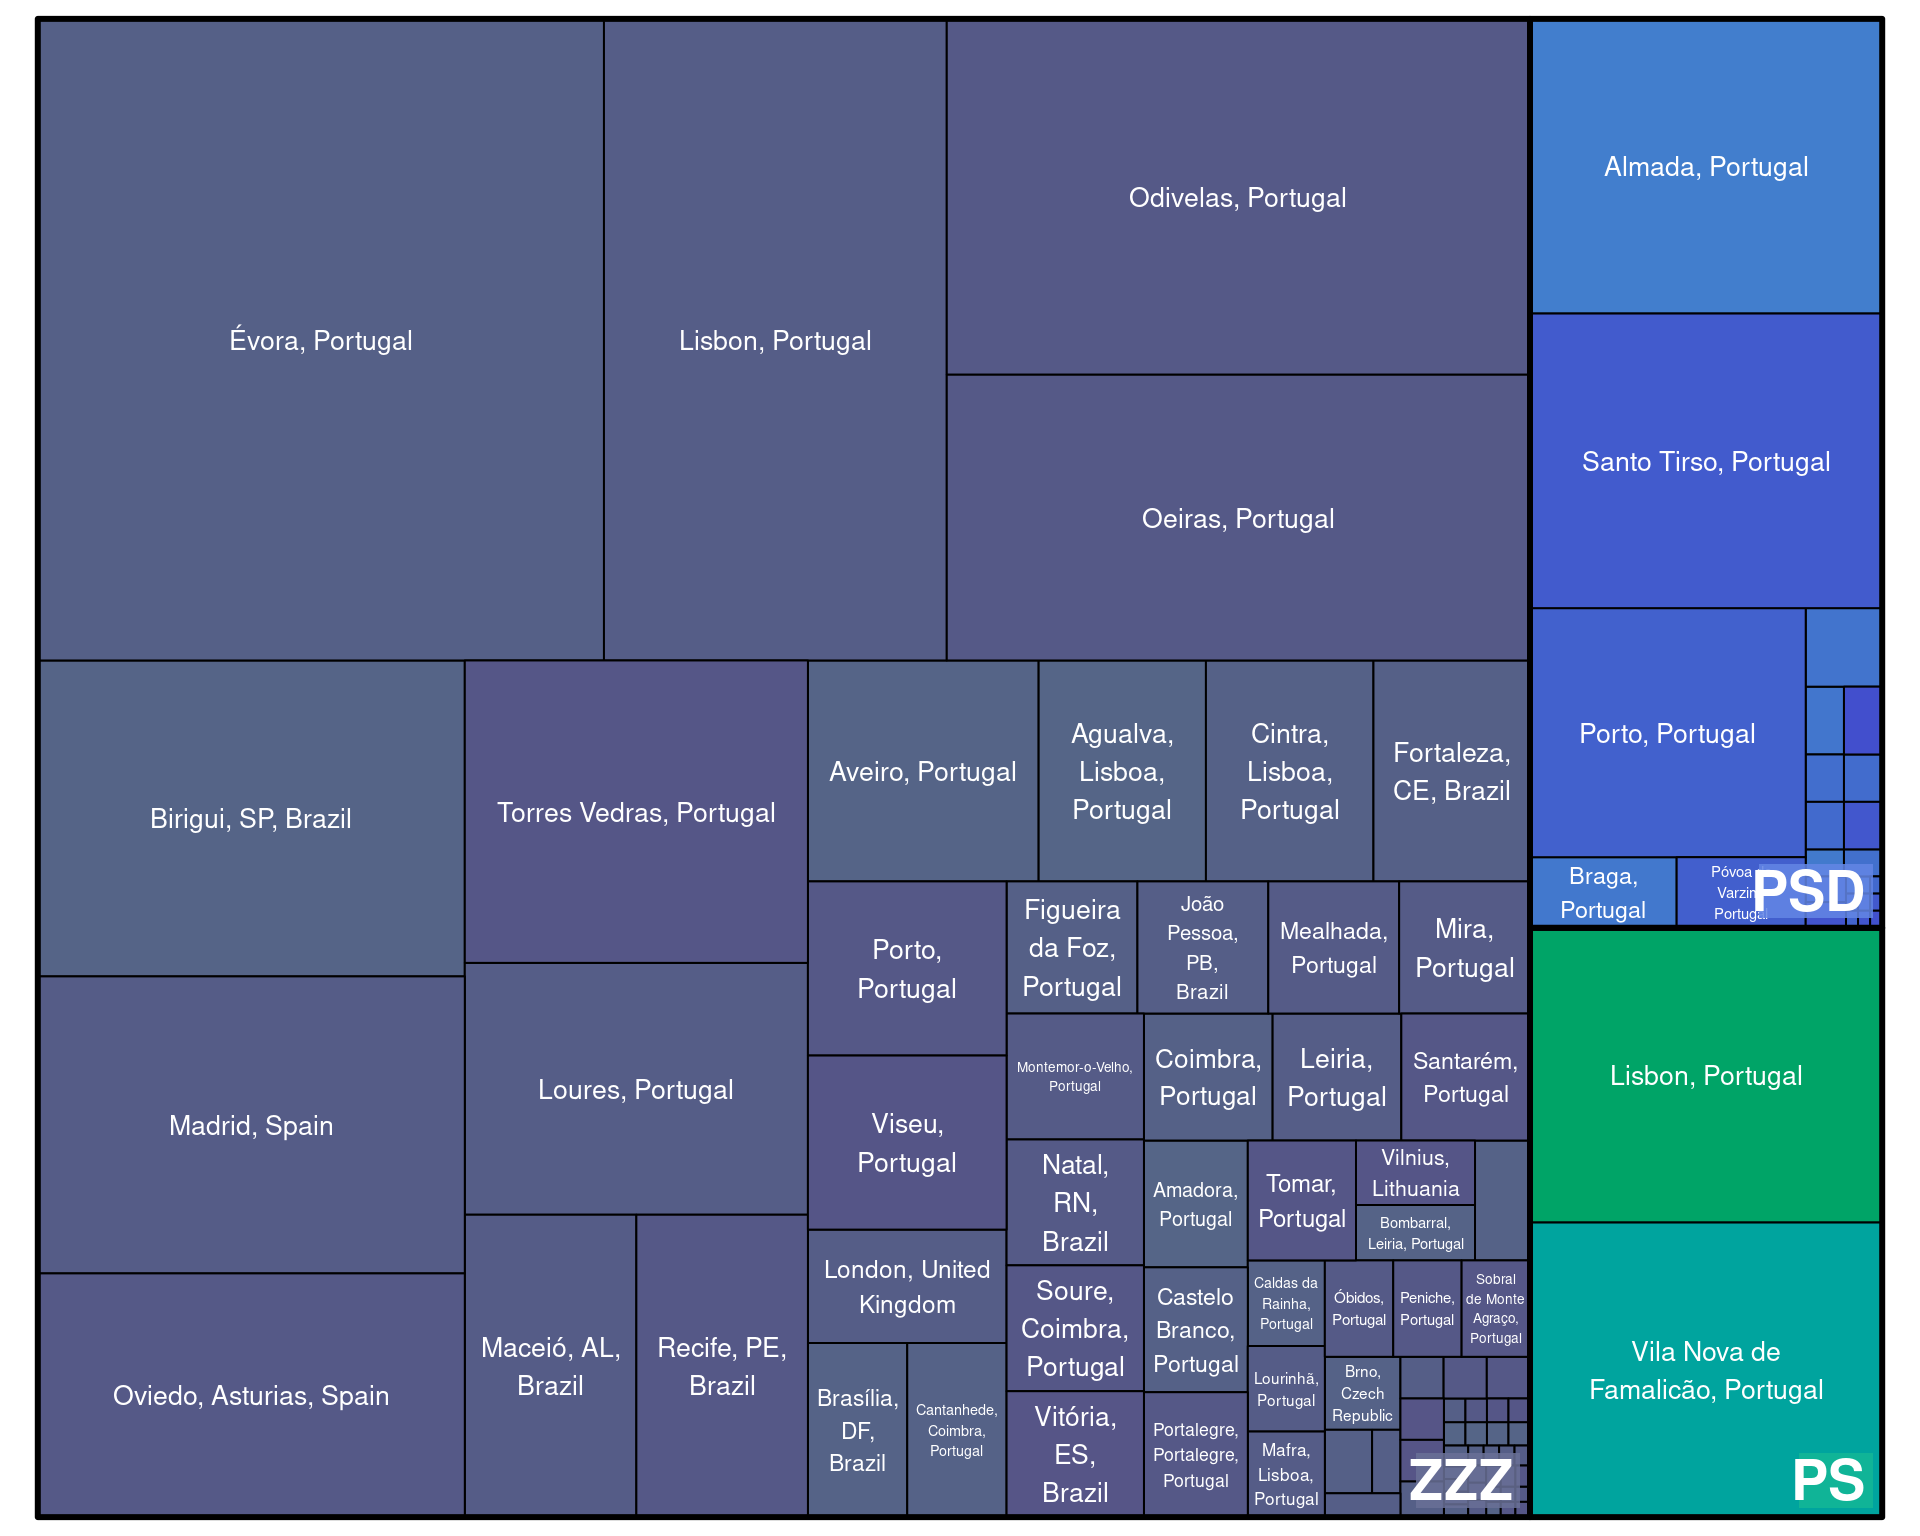 Évora, Portugal
Lisbon, Portugal
Odivelas, Portugal
Oeiras, Portugal
Birigui, SP, Brazil
Madrid, Spain
Oviedo, Asturias, Spain
Torres Vedras, Portugal
Loures, Portugal
Maceió, AL,
Brazil
Recife, PE,
Brazil
Aveiro, Portugal
Agualva,
Lisboa,
Portugal
Cintra,
Lisboa,
Portugal
Fortaleza,
CE, Brazil
Porto,
Portugal
Viseu,
Portugal
London, United
Kingdom
Brasília,
DF,
Brazil
Cantanhede,
Coimbra,
Portugal
Figueira
da Foz,
Portugal
João
Pessoa,
PB,
Brazil
Mealhada,
Portugal
Mira,
Portugal
Montemor-o-Velho,
Portugal
Natal,
RN,
Brazil
Soure,
Coimbra,
Portugal
Vitória,
ES,
Brazil
Coimbra,
Portugal
Leiria,
Portugal
Santarém,
Portugal
Amadora,
Portugal
Castelo
Branco,
Portugal
Portalegre,
Portalegre,
Portugal
Tomar,
Portugal
Vilnius,
Lithuania
Bombarral,
Leiria, Portugal
Caldas da
Rainha,
Portugal
Lourinhã,
Portugal
Mafra,
Lisboa,
Portugal
Óbidos,
Portugal
Peniche,
Portugal
Sobral
de Monte
Agraço,
Portugal
Brno,
Czech
Republic
ZZZ
Almada, Portugal
Santo Tirso, Portugal
Porto, Portugal
Braga,
Portugal
Póvoa
Varzim
Portugal
PSD
Lisbon, Portugal
Vila Nova de
Famalicão, Portugal
PS